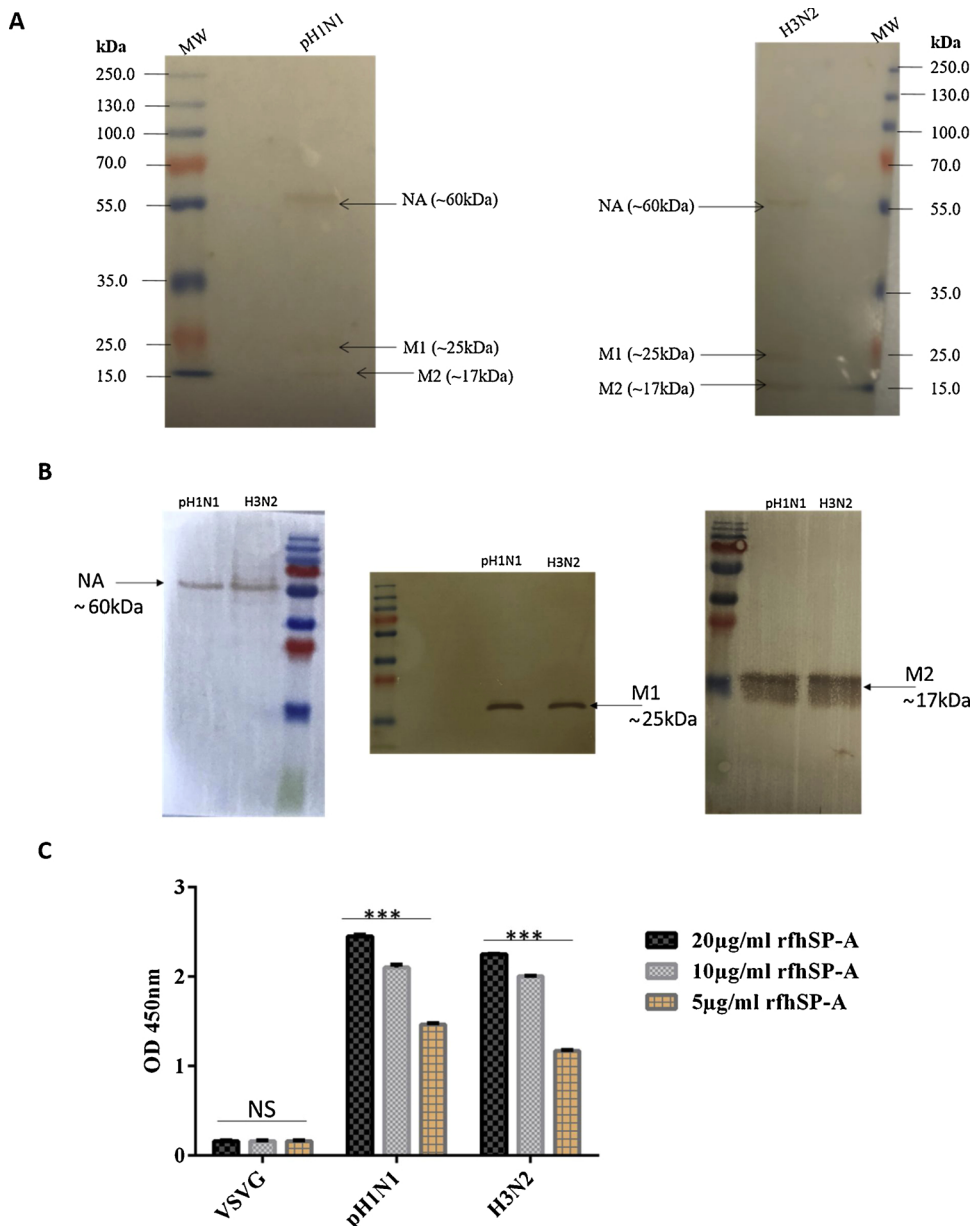 A
kDa MW pH1N1
250.0
130.0
100.0
70.0
55.0
35.0
25.0
15.0
NA (~60kDa)
M1 (~25kDa)
M2 (~17kDa)
H3N2 MW kDa
250.0
130.0
100.0
70.0
55.0
35.0
25.0
15.0
NA (~60kDa)
M1 (~25kDa)
M2 (~17kDa)
B
pH1N1 H3N2
NA
~ 60kDa
pH1N1 H3N2
M1
~25kDa
pH1N1 H3N2
M2
~17kDa
C
OD 450nm
3
2
1
0
NS
***
***
VSVG
pH1N1
H3N2
20μg/ml rfhSP-A
10μg/ml rfhSP-A
5μg/ml rfhSP-A